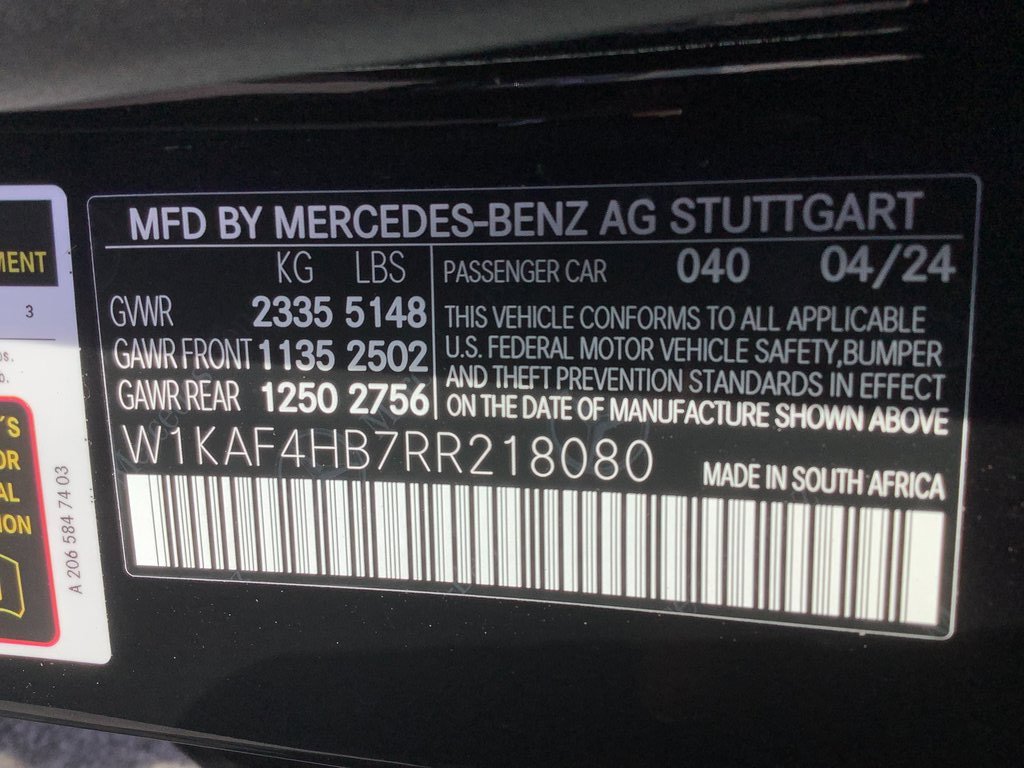 MFD BY MERCEDES-BENZ AG STUTTGART
KG LBS
GVWR 2335 5148
GAWR FRONT 1135 2502
GAWR REAR 1250 2756
PASSENGER CAR 040 04/24
THIS VEHICLE CONFORMS TO ALL APPLICABLE
U.S. FEDERAL MOTOR VEHICLE SAFETY,BUMPER
AND THEFT PREVENTION STANDARDS IN EFFECT
ON THE DATE OF MANUFACTURE SHOWN ABOVE
W1KAF4HB7RR218080
MADE IN SOUTH AFRICA
3
A 206 584 74 03